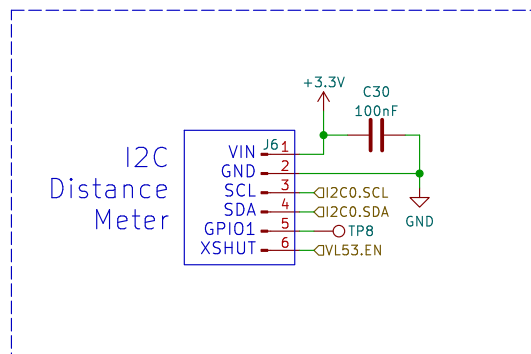 +3.3V
C30
100nF
I2C
Distance
Meter
J6
VIN 1
GND 2
SCL 3 I2C0.SCL
SDA 4 I2C0.SDA
GPIO1 5 TP8
XSHUT 6 VL53.EN
GND